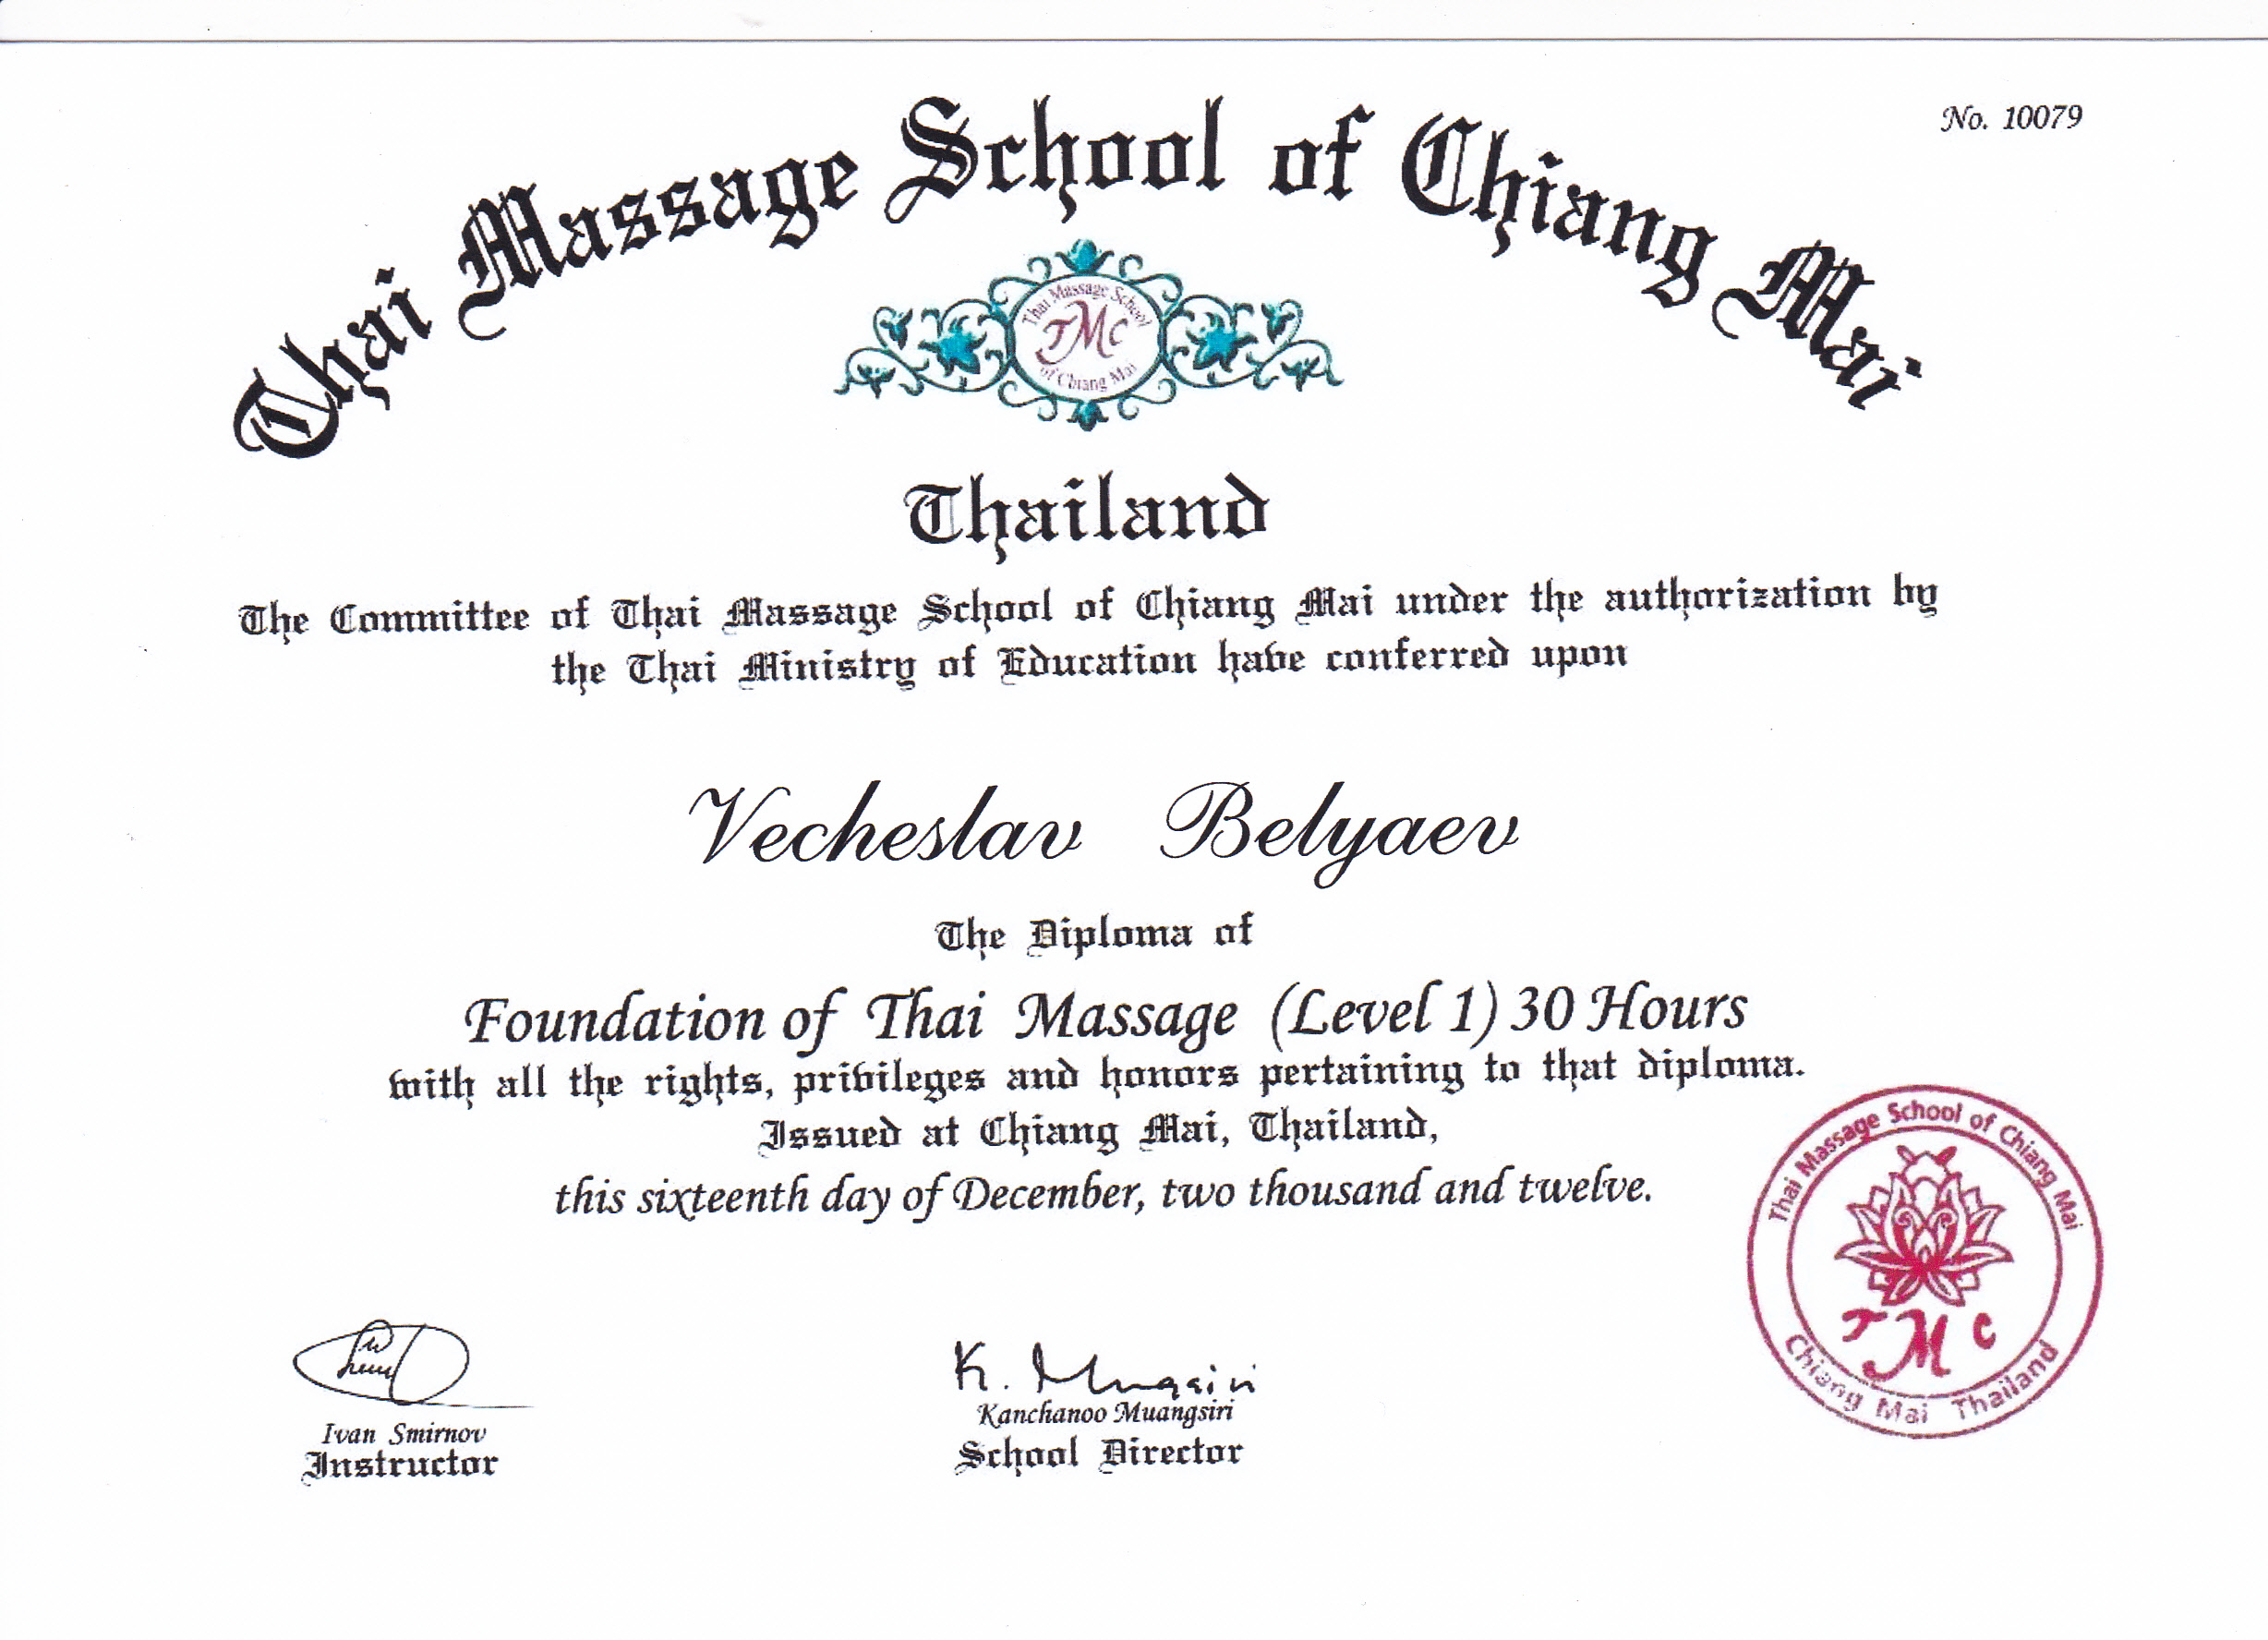 No. 10079
Thai Massage School of Chiang Mai
Thai Massage School
TMC
of Chiang Mai
Thailand
The Committee of Thai Massage School of Chiang Mai under the authorization by
the Thai Ministry of Education have conferred upon
Vecheslav Belyaev
The Diploma of
Foundation of Thai Massage (Level 1) 30 Hours
with all the rights, privileges and honors pertaining to that diploma.
Issued at Chiang Mai, Thailand,
this sixteenth day of December, two thousand and twelve.
Thai Massage School of Chiang Mai
TMC
Chiang Mai Thailand
K. Mungsiri
Ivan Smirnov
Instructor
Kanchanoo Muangsiri
School Director